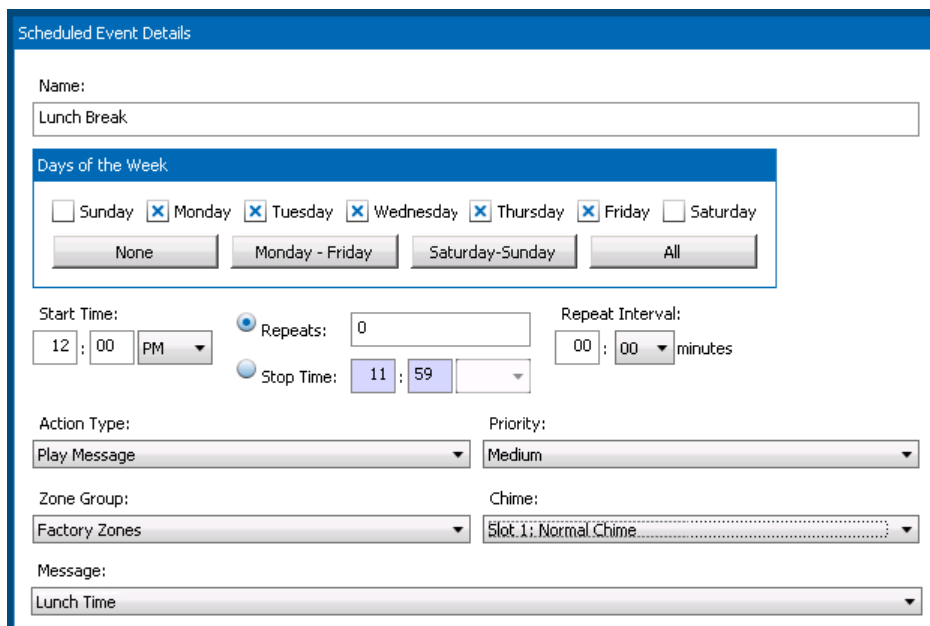 Scheduled Event Details
Name:
Lunch Break
Days of the Week
Sunday Monday Tuesday Wednesday Thursday Friday Saturday
None Monday - Friday Saturday-Sunday All
Start Time: Repeats: 0 Repeat Interval:
12 : 00 PM 00 : 00 minutes
Stop Time: 11 : 59
Action Type: Priority:
Play Message Medium
Zone Group: Chime:
Factory Zones Slot 1: Normal Chime
Message:
Lunch Time